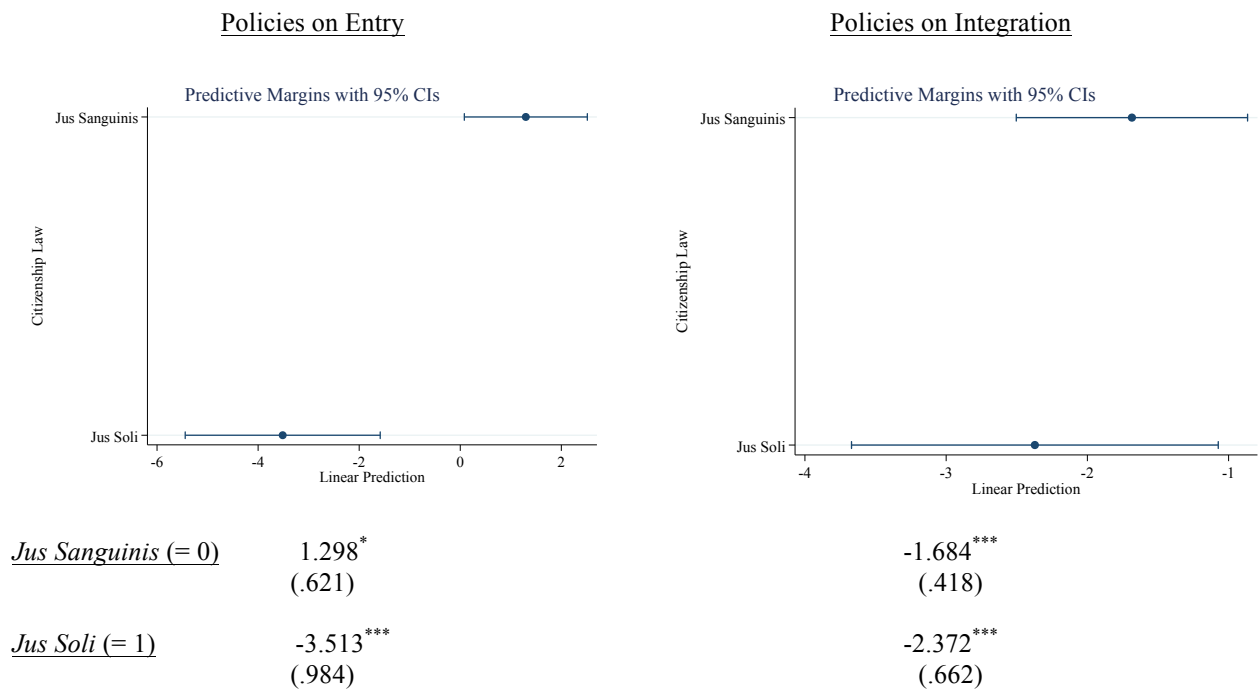 Policies on Entry
Predictive Margins with 95% CIs
Jus Sanguinis
Citizenship Law
Jus Soli
-6 -4 -2 0 2
Linear Prediction
Policies on Integration
Predictive Margins with 95% CIs
Jus Sanguinis
Citizenship Law
Jus Soli
-4 -3 -2 -1
Linear Prediction
Jus Sanguinis (= 0) 1.298* -1.684***
(.621) (.418)
Jus Soli (= 1) -3.513*** -2.372***
(.984) (.662)